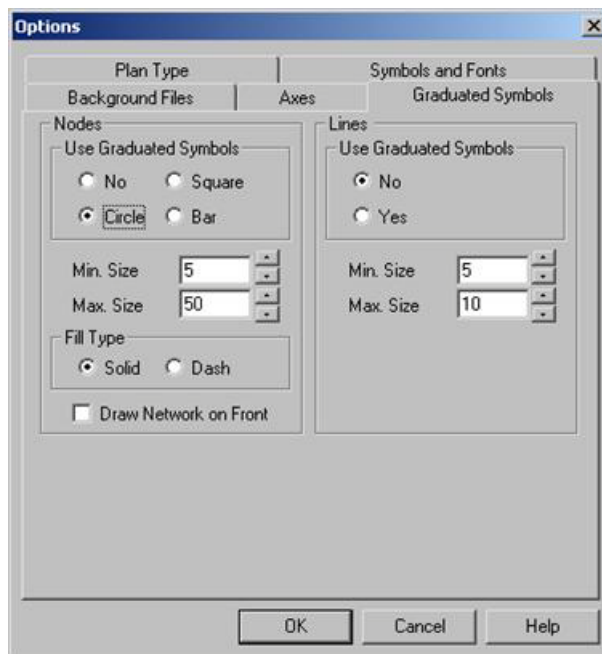 Options
Plan Type
Symbols and Fonts
Background Files
Axes
Graduated Symbols
Nodes
Use Graduated Symbols
No
Square
Circle
Bar
Min. Size 5
Max. Size 50
Fill Type
Solid
Dash
Draw Network on Front
Lines
Use Graduated Symbols
No
Yes
Min. Size 5
Max. Size 10
OK
Cancel
Help